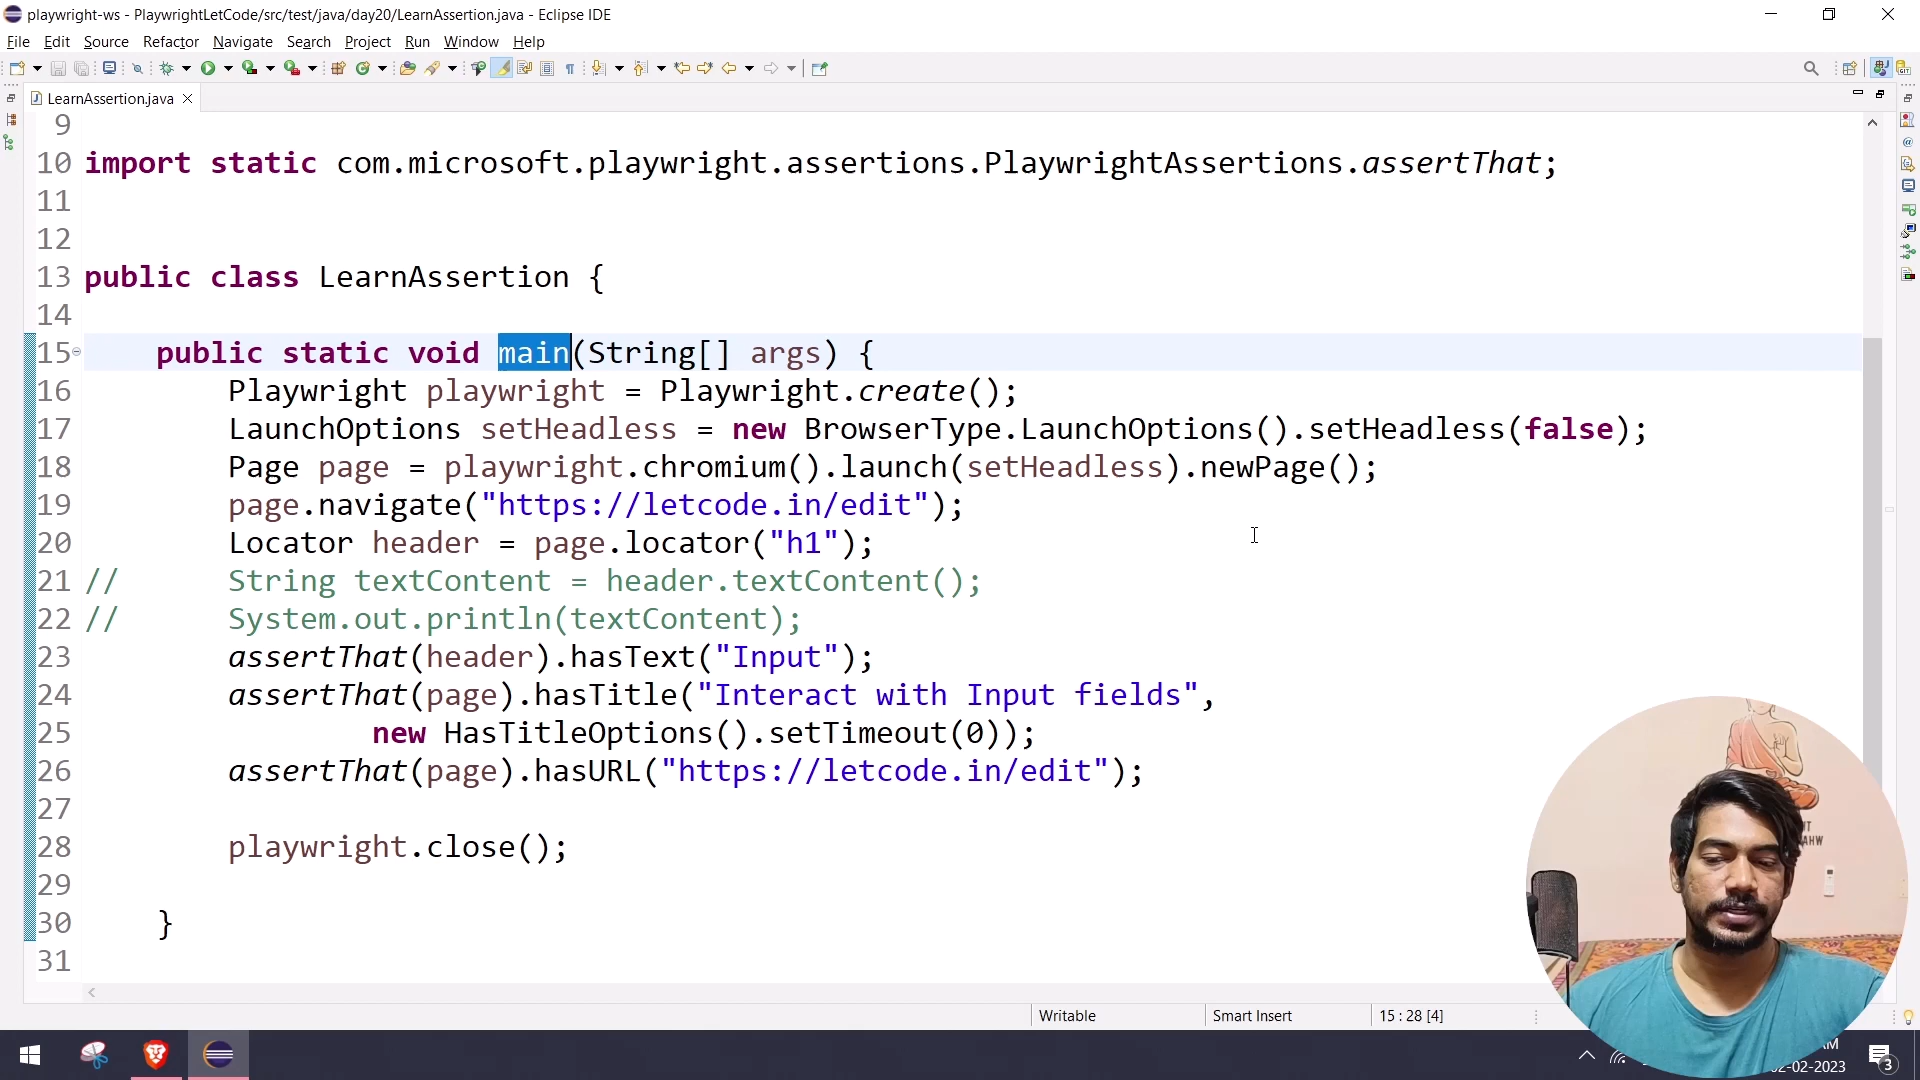 playwright-ws - PlaywrightLetCode/src/test/java/day20/LearnAssertion.java - Eclipse IDE
File Edit Source Refactor Navigate Search Project Run Window Help
LearnAssertion.java
9
10 import static com.microsoft.playwright.assertions.PlaywrightAssertions.assertThat;
11
12
13 public class LearnAssertion {
14
15 public static void main(String[] args) {
16 Playwright playwright = Playwright.create();
17 LaunchOptions setHeadless = new BrowserType.LaunchOptions().setHeadless(false);
18 Page page = playwright.chromium().launch(setHeadless).newPage();
19 page.navigate("https://letcode.in/edit");
20 Locator header = page.locator("h1");
21 // String textContent = header.textContent();
22 // System.out.println(textContent);
23 assertThat(header).hasText("Input");
24 assertThat(page).hasTitle("Interact with Input fields",
25 new HasTitleOptions().setTimeout(0));
26 assertThat(page).hasURL("https://letcode.in/edit");
27
28 playwright.close();
29
30 }
31
Writable Smart Insert 15 : 28 [4]
02-02-2023
3